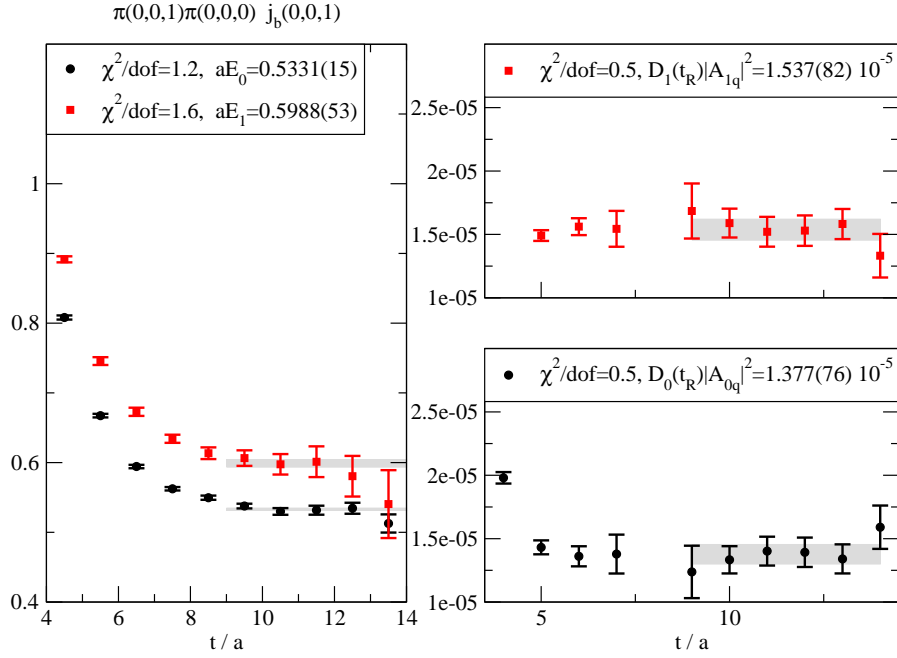 π(0,0,1)π(0,0,0) j_b(0,0,1)
χ²/dof=1.2, aE₀=0.5331(15)
χ²/dof=1.6, aE₁=0.5988(53)
1
0.8
0.6
0.4
4 6 8 10 12 14
t / a
χ²/dof=0.5, D₁(t_R)|A_{1q}|²=1.537(82) 10⁻⁵
2.5e-05
2e-05
1.5e-05
1e-05
χ²/dof=0.5, D₀(t_R)|A_{0q}|²=1.377(76) 10⁻⁵
2.5e-05
2e-05
1.5e-05
1e-05
5 10
t / a